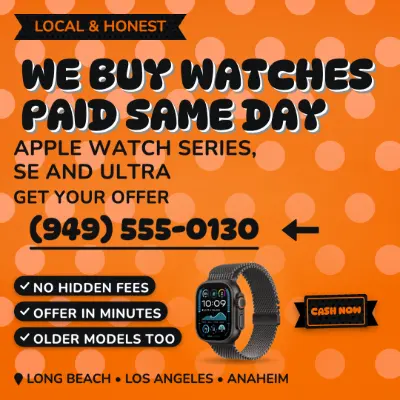 LOCAL & HONEST
WE BUY WATCHES
PAID SAME DAY
APPLE WATCH SERIES,
SE AND ULTRA
GET YOUR OFFER
(949) 555-0130
NO HIDDEN FEES
OFFER IN MINUTES
OLDER MODELS TOO
CASH NOW
LONG BEACH • LOS ANGELES • ANAHEIM